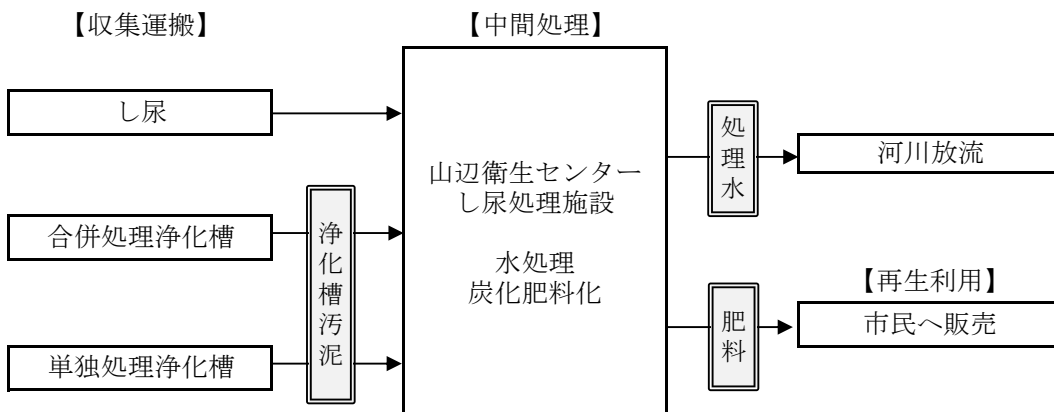 【収集運搬】
【中間処理】
し尿
合併処理浄化槽
単独処理浄化槽
浄化槽汚泥
山辺衛生センター
し尿処理施設
水処理
炭化肥料化
処理水
河川放流
肥料
【再生利用】
市民へ販売